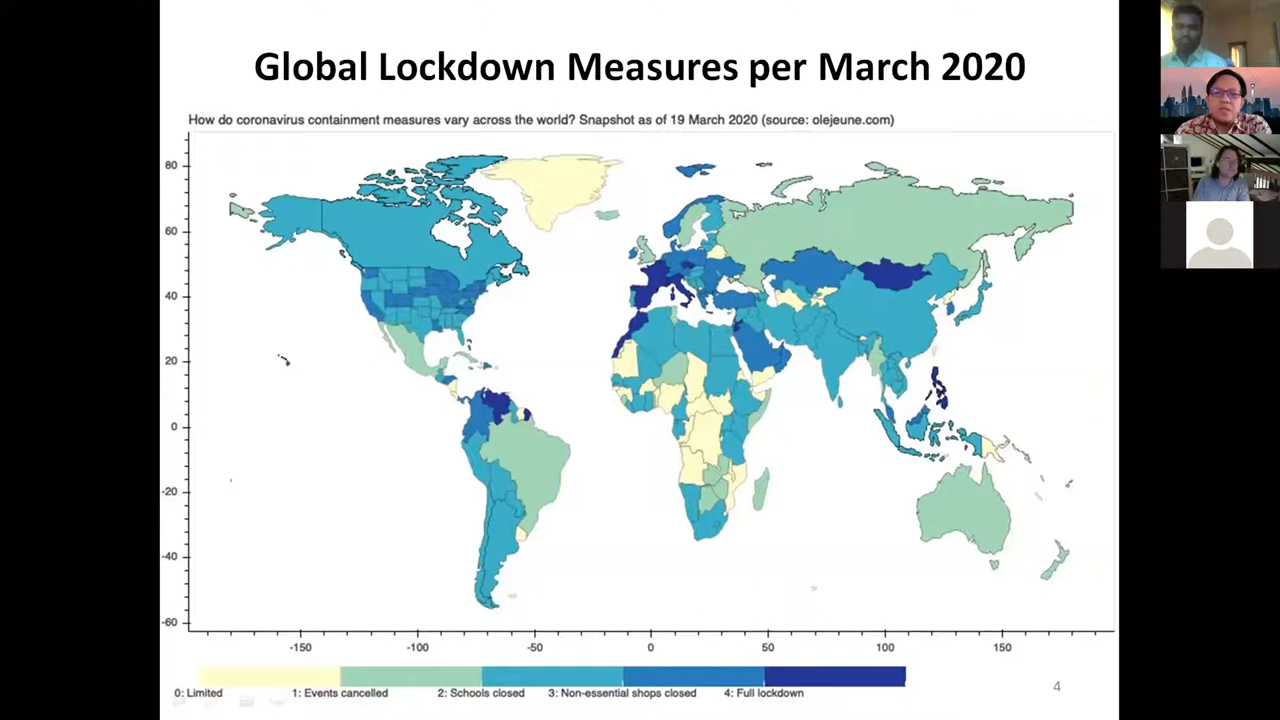 Global Lockdown Measures per March 2020
How do coronavirus containment measures vary across the world? Snapshot as of 19 March 2020 (source: olejeune.com)
80
60
40
20
0
-20
-40
-60
-150
-100
-50
0
50
100
150
0: Limited
1: Events cancelled
2: Schools closed
3: Non-essential shops closed
4: Full lockdown
4